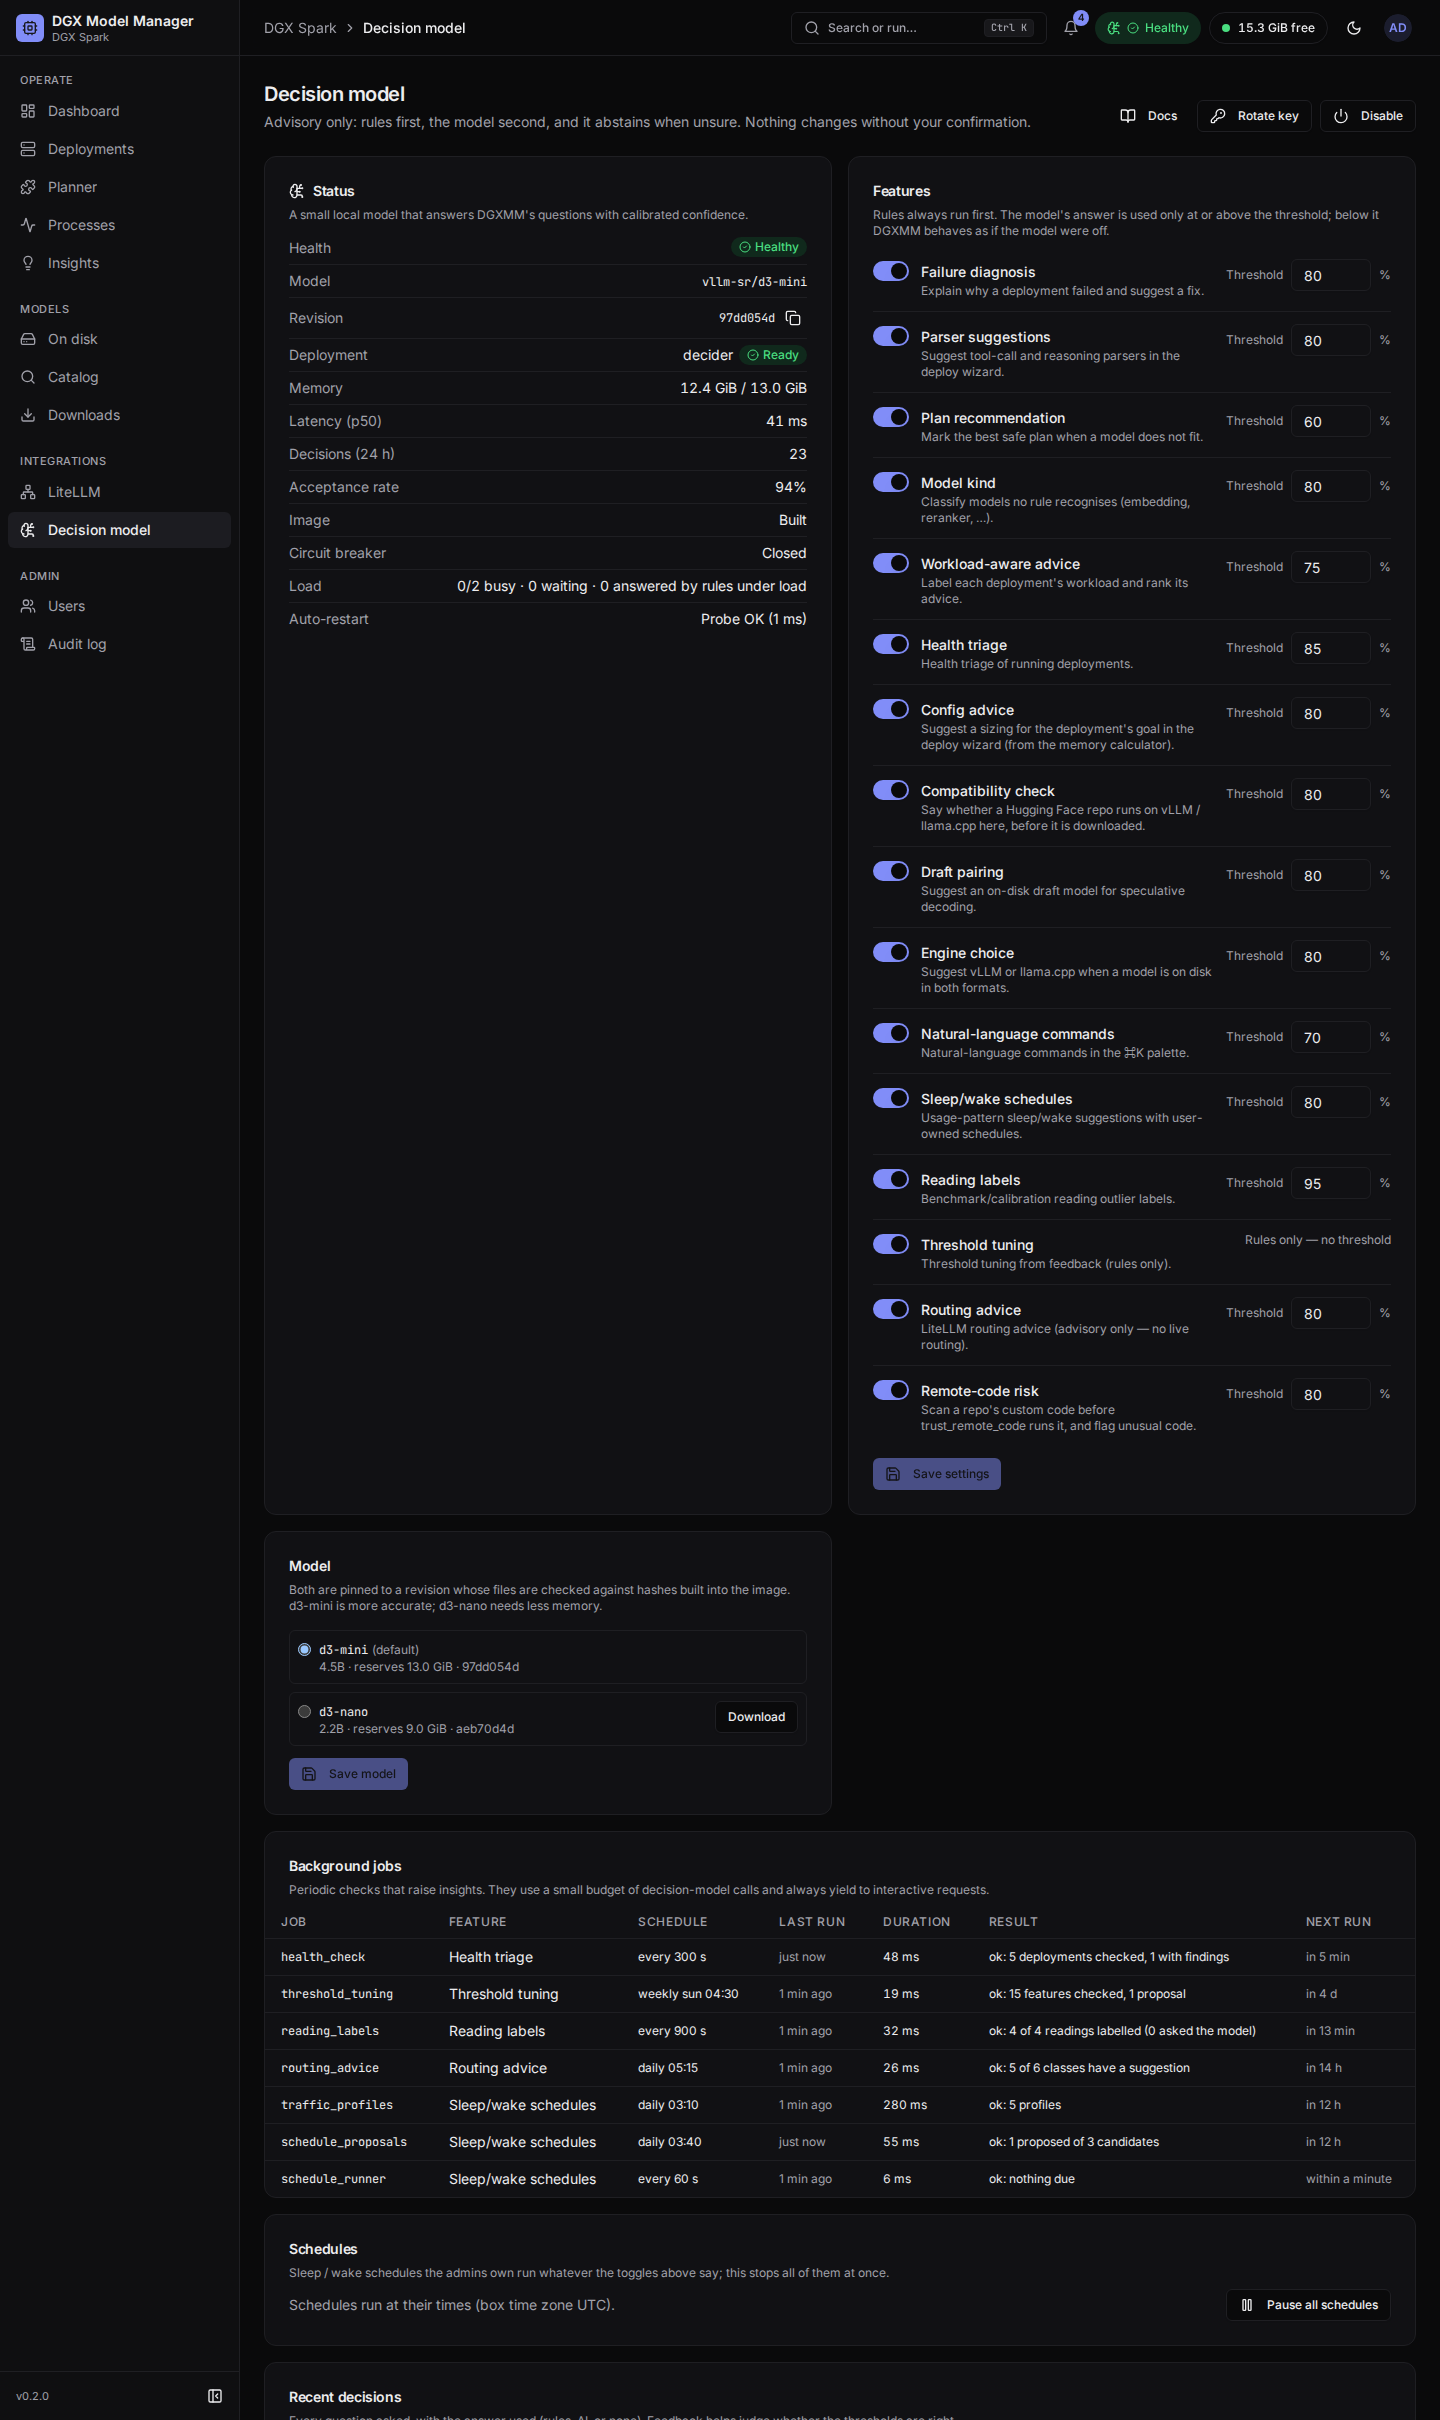 DGX Model Manager
DGX Spark
OPERATE
Dashboard
Deployments
Planner
Processes
Insights
MODELS
On disk
Catalog
Downloads
INTEGRATIONS
LiteLLM
Decision model
ADMIN
Users
Audit log
v0.2.0
DGX Spark > Decision model
Search or run... Ctrl K
4
Healthy
15.3 GiB free
AD
Decision model
Advisory only: rules first, the model second, and it abstains when unsure. Nothing changes without your confirmation.
Docs
Rotate key
Disable
Status
A small local model that answers DGXMM's questions with calibrated confidence.
Health Healthy
Model vllm-sr/d3-mini
Revision 97dd054d
Deployment decider Ready
Memory 12.4 GiB / 13.0 GiB
Latency (p50) 41 ms
Decisions (24 h) 23
Acceptance rate 94%
Image Built
Circuit breaker Closed
Load 0/2 busy · 0 waiting · 0 answered by rules under load
Auto-restart Probe OK (1 ms)
Features
Rules always run first. The model's answer is used only at or above the threshold; below it
DGXMM behaves as if the model were off.
Failure diagnosis Threshold 80 %
Explain why a deployment failed and suggest a fix.
Parser suggestions Threshold 80 %
Suggest tool-call and reasoning parsers in the
deploy wizard.
Plan recommendation Threshold 60 %
Mark the best safe plan when a model does not fit.
Model kind Threshold 80 %
Classify models no rule recognises (embedding,
reranker, ...).
Workload-aware advice Threshold 75 %
Label each deployment's workload and rank its
advice.
Health triage Threshold 85 %
Health triage of running deployments.
Config advice Threshold 80 %
Suggest a sizing for the deployment's goal in the
deploy wizard (from the memory calculator).
Compatibility check Threshold 80 %
Say whether a Hugging Face repo runs on vLLM /
llama.cpp here, before it is downloaded.
Draft pairing Threshold 80 %
Suggest an on-disk draft model for speculative
decoding.
Engine choice Threshold 80 %
Suggest vLLM or llama.cpp when a model is on disk
in both formats.
Natural-language commands Threshold 70 %
Natural-language commands in the ⌘K palette.
Sleep/wake schedules Threshold 80 %
Usage-pattern sleep/wake suggestions with user-
owned schedules.
Reading labels Threshold 95 %
Benchmark/calibration reading outlier labels.
Threshold tuning Rules only — no threshold
Threshold tuning from feedback (rules only).
Routing advice Threshold 80 %
LiteLLM routing advice (advisory only — no live
routing).
Remote-code risk Threshold 80 %
Scan a repo's custom code before
trust_remote_code runs it, and flag unusual code.
Save settings
Model
Both are pinned to a revision whose files are checked against hashes built into the image.
d3-mini is more accurate; d3-nano needs less memory.
d3-mini (default)
4.5B · reserves 13.0 GiB · 97dd054d
d3-nano
2.2B · reserves 9.0 GiB · aeb70d4d
Download
Save model
Background jobs
Periodic checks that raise insights. They use a small budget of decision-model calls and always yield to interactive requests.
JOB FEATURE SCHEDULE LAST RUN DURATION RESULT NEXT RUN
health_check Health triage every 300 s just now 48 ms ok: 5 deployments checked, 1 with findings in 5 min
threshold_tuning Threshold tuning weekly sun 04:30 1 min ago 19 ms ok: 15 features checked, 1 proposal in 4 d
reading_labels Reading labels every 900 s 1 min ago 32 ms ok: 4 of 4 readings labelled (0 asked the model) in 13 min
routing_advice Routing advice daily 05:15 1 min ago 26 ms ok: 5 of 6 classes have a suggestion in 14 h
traffic_profiles Sleep/wake schedules daily 03:10 1 min ago 280 ms ok: 5 profiles in 12 h
schedule_proposals Sleep/wake schedules daily 03:40 just now 55 ms ok: 1 proposed of 3 candidates in 12 h
schedule_runner Sleep/wake schedules every 60 s 1 min ago 6 ms ok: nothing due within a minute
Schedules
Sleep / wake schedules the admins own run whatever the toggles above say; this stops all of them at once.
Schedules run at their times (box time zone UTC).
Pause all schedules
Recent decisions